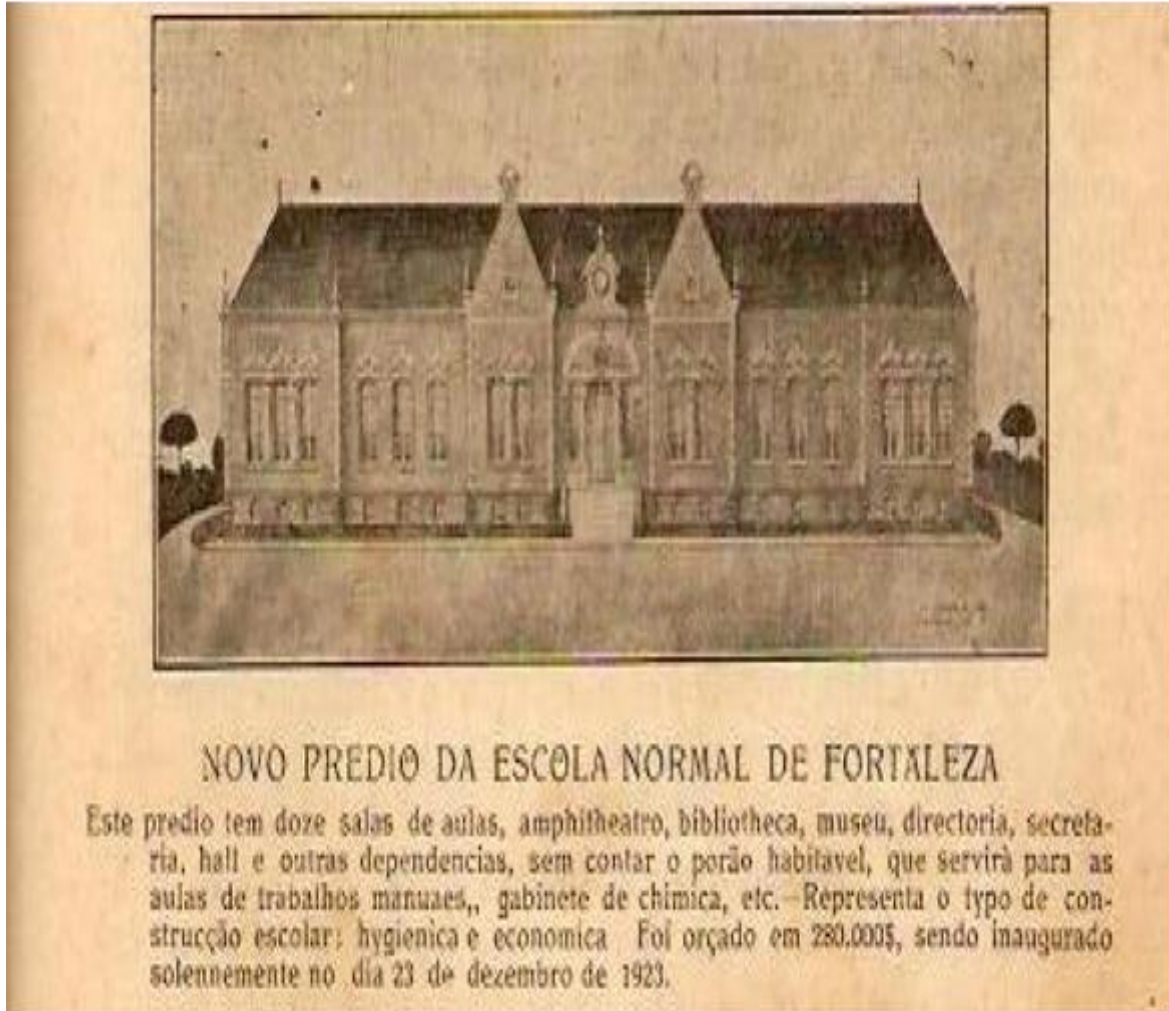 NOVO PREDIO DA ESCOLA NORMAL DE FORTALEZA
Este predio tem doze salas de aulas, amphitheatro, bibliotheca, museu, directoria, secreta-
ria, hall e outras dependencias, sem contar o porão habitavel, que servirà para as
aulas de trabalhos manuaes,, gabinete de chimica, etc.—Representa o typo de con-
strucção escolar: hygienica e economica Foi orçado em 280.000$, sendo inaugurado
solennemente no dia 23 de dezembro de 1923.